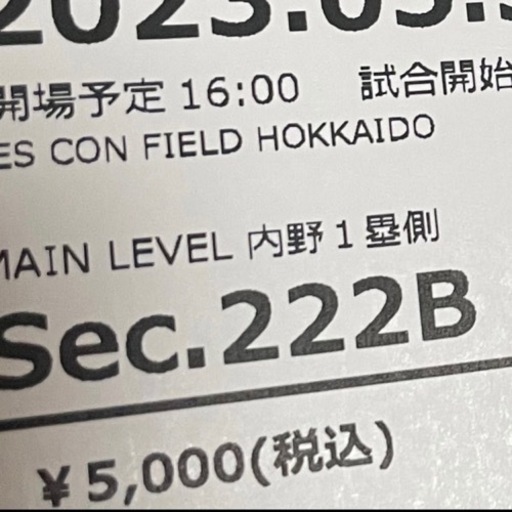 2023.05.
開場予定 16:00 試合開始
ES CON FIELD HOKKAIDO
MAIN LEVEL 内野1塁側
Sec.222B
¥5,000(税込)